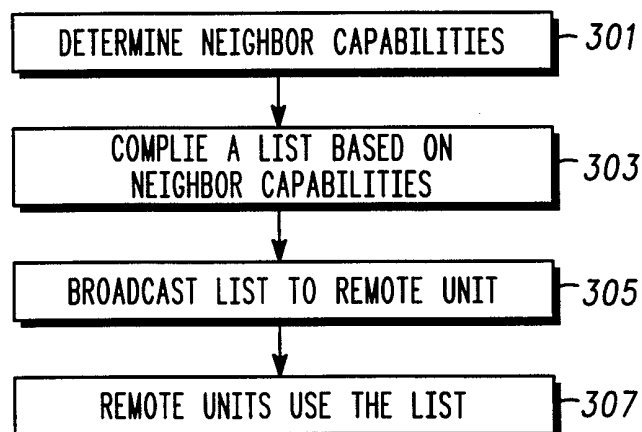 DETERMINE NEIGHBOR CAPABILITIES 301
COMPLIE A LIST BASED ON
NEIGHBOR CAPABILITIES 303
BROADCAST LIST TO REMOTE UNIT 305
REMOTE UNITS USE THE LIST 307